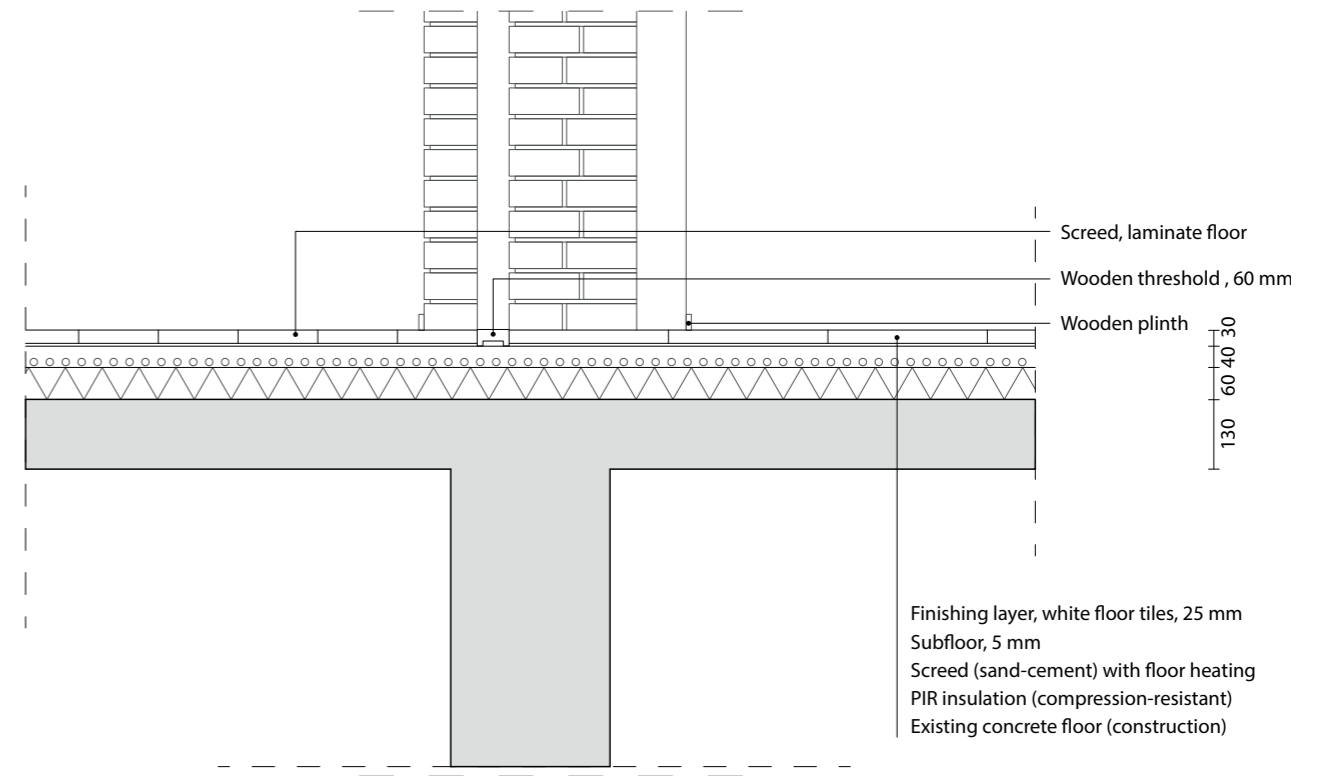 Screed, laminate floor
Wooden threshold , 60 mm
Wooden plinth
30
40
60
130
Finishing layer, white floor tiles, 25 mm
Subfloor, 5 mm
Screed (sand-cement) with floor heating
PIR insulation (compression-resistant)
Existing concrete floor (construction)